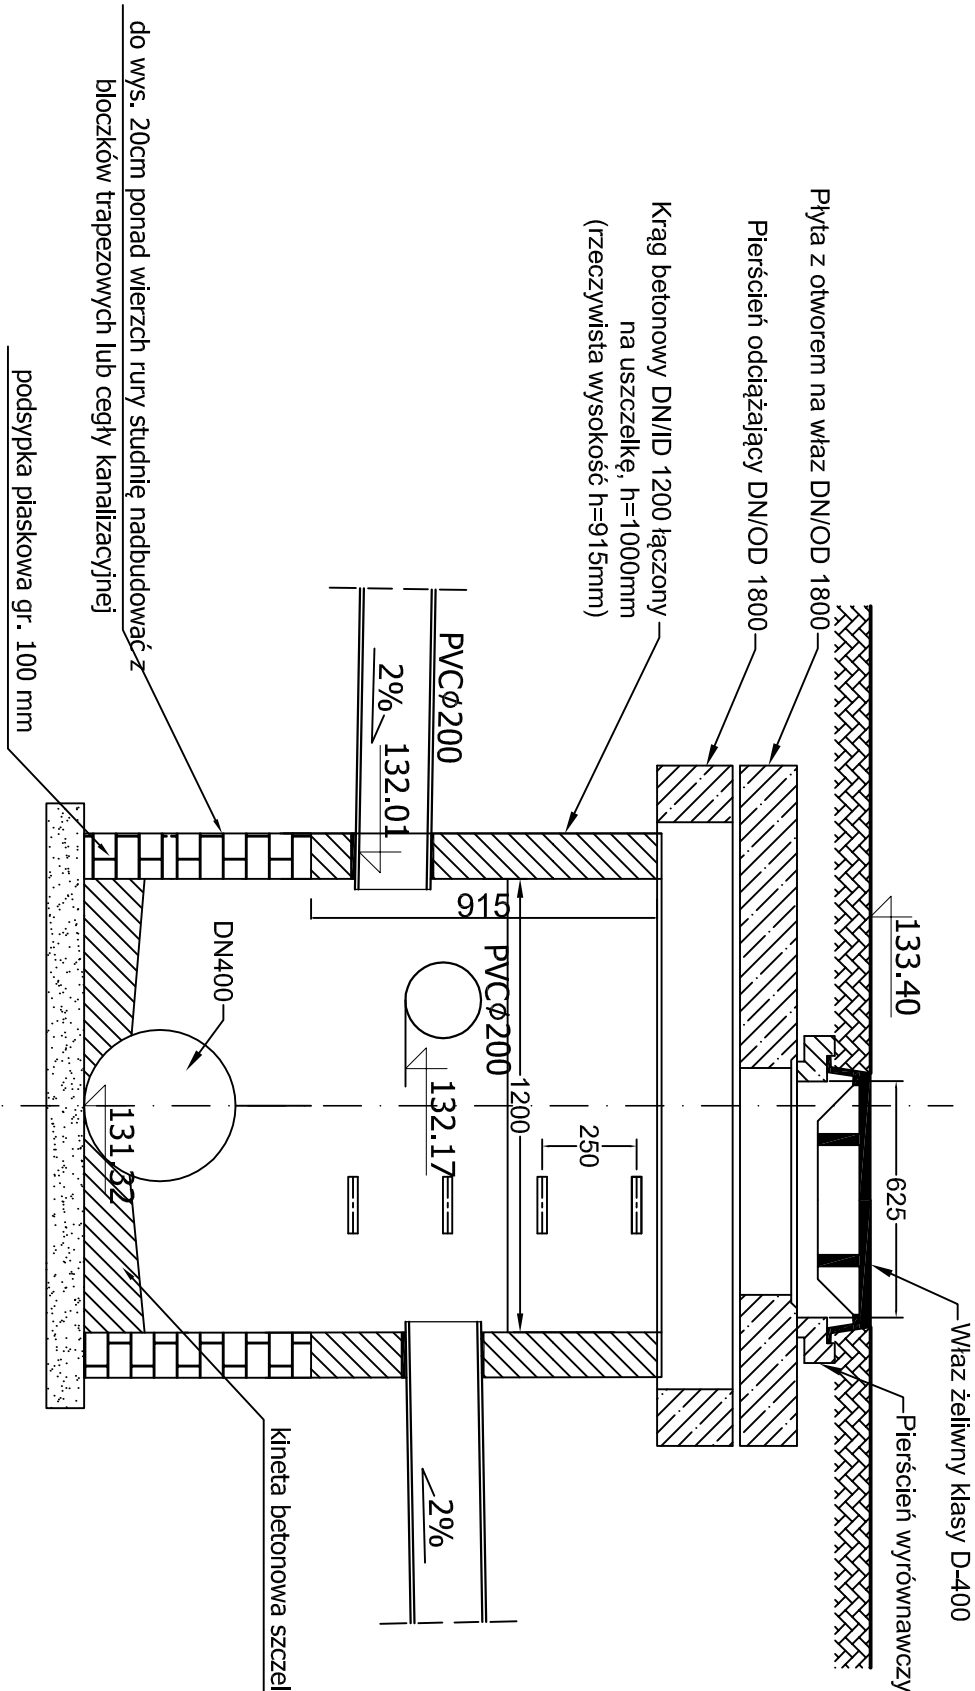 Właz żeliwny klasy D-400
Pierścień wyrównawczy
625
133.40
Płyta z otworem na właz DN/OD 1800
Pierścień odciążający DN/OD 1800
Krąg betonowy DN/ID 1200 łączony
na uszczelkę, h=1000mm
(rzeczywista wysokość h=915mm)
250
1200
915
PVCφ200
PVCφ200
132.01
2%
132.17
2%
DN400
131.32
kineta betonowa szczel
do wys. 20cm ponad wierzch rury studnię nadbudować z
bloczków trapezowych lub cegły kanalizacyjnej
podsypka piaskowa gr. 100 mm